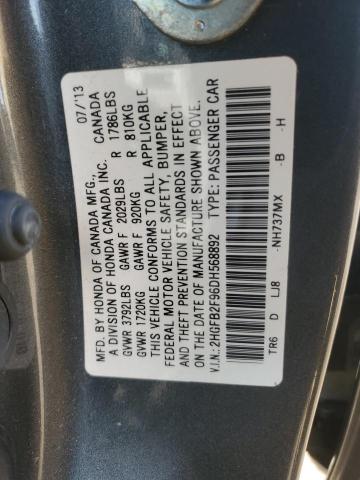 MFD. BY HONDA OF CANADA MFG., 07/'13
A DIVISION OF HONDA CANADA INC. CANADA
GVWR 3792LBS GAWR F 2029LBS R 1786LBS
GVWR 1720KG GAWR F 920KG R 810KG
THIS VEHICLE CONFORMS TO ALL APPLICABLE
FEDERAL MOTOR VEHICLE SAFETY, BUMPER,
AND THEFT PREVENTION STANDARDS IN EFFECT
ON THE DATE OF MANUFACTURE SHOWN ABOVE.
V.I.N.: 2HGFB2F96DH568892 TYPE: PASSENGER CAR
TR6 D LJ8 -NH737MX -B -H